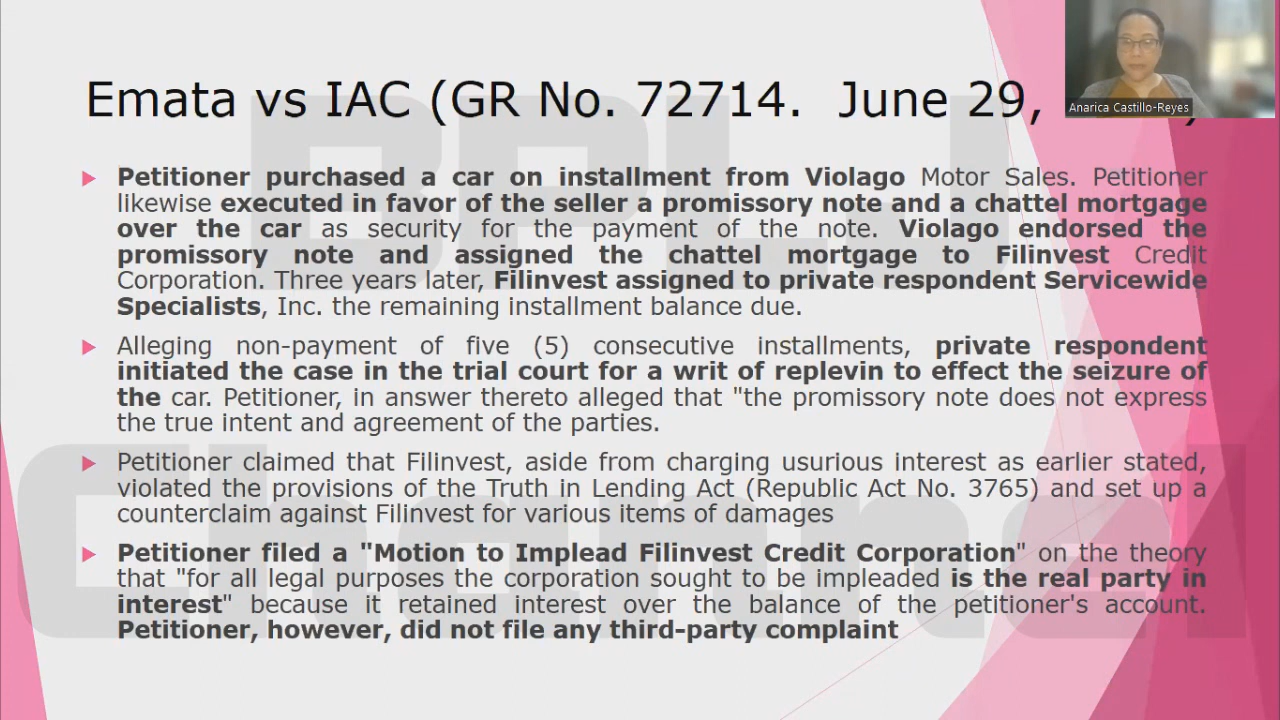 Emata vs IAC (GR No. 72714. June 29,
Anarica Castillo-Reyes
Petitioner purchased a car on installment from Violago Motor Sales. Petitioner
likewise executed in favor of the seller a promissory note and a chattel mortgage
over the car as security for the payment of the note. Violago endorsed the
promissory note and assigned the chattel mortgage to Filinvest Credit
Corporation. Three years later, Filinvest assigned to private respondent Servicewide
Specialists, Inc. the remaining installment balance due.
Alleging non-payment of five (5) consecutive installments, private respondent
initiated the case in the trial court for a writ of replevin to effect the seizure of
the car. Petitioner, in answer thereto alleged that "the promissory note does not express
the true intent and agreement of the parties.
Petitioner claimed that Filinvest, aside from charging usurious interest as earlier stated,
violated the provisions of the Truth in Lending Act (Republic Act No. 3765) and set up a
counterclaim against Filinvest for various items of damages
Petitioner filed a "Motion to Implead Filinvest Credit Corporation" on the theory
that "for all legal purposes the corporation sought to be impleaded is the real party in
interest" because it retained interest over the balance of the petitioner's account.
Petitioner, however, did not file any third-party complaint